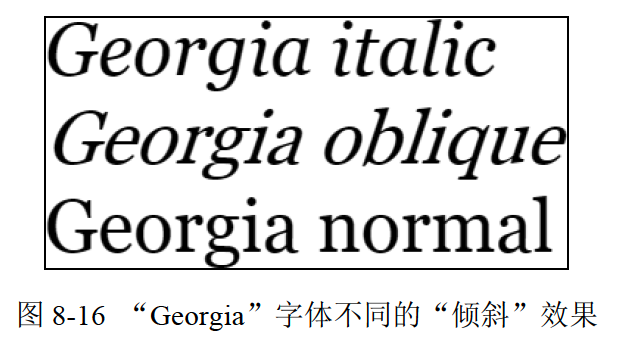 Georgia italic
Georgia oblique
Georgia normal
图 8-16 “Georgia”字体不同的“倾斜”效果